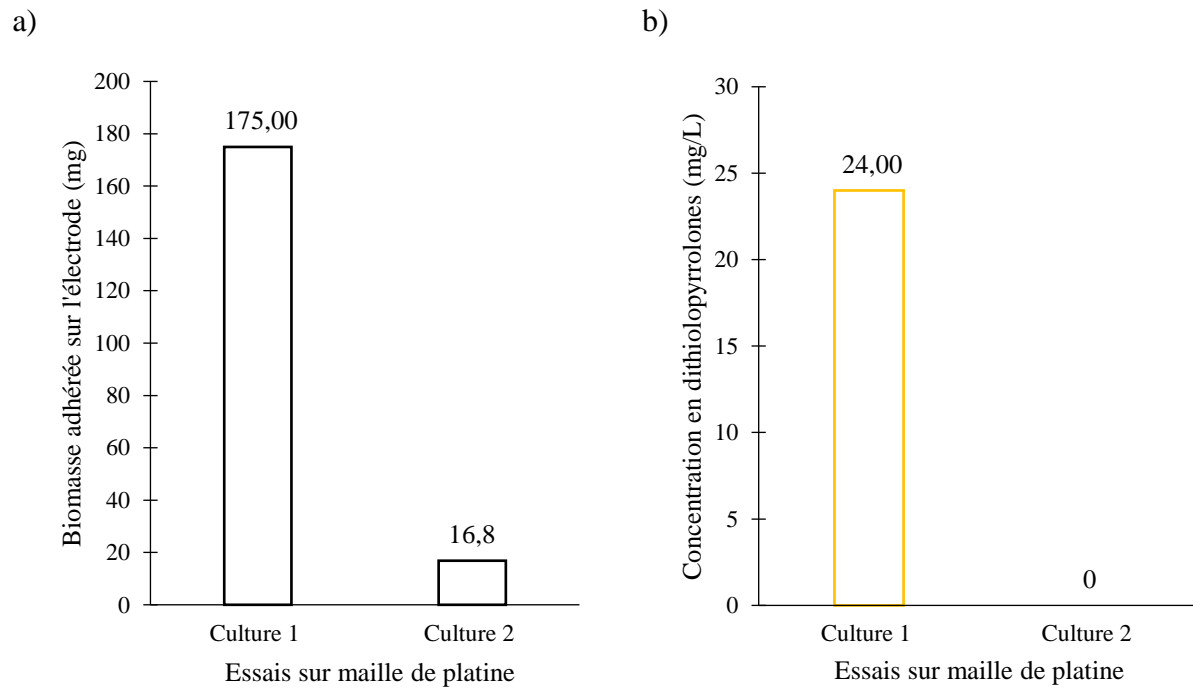 a)
Biomasse adhérée sur l'électrode (mg)
200
180
160
140
120
100
80
60
40
20
0
175,00
16,8
Culture 1
Culture 2
Essais sur maille de platine
b)
Concentration en dithiolopyrrolones (mg/L)
30
25
20
15
10
5
0
24,00
0
Culture 1
Culture 2
Essais sur maille de platine